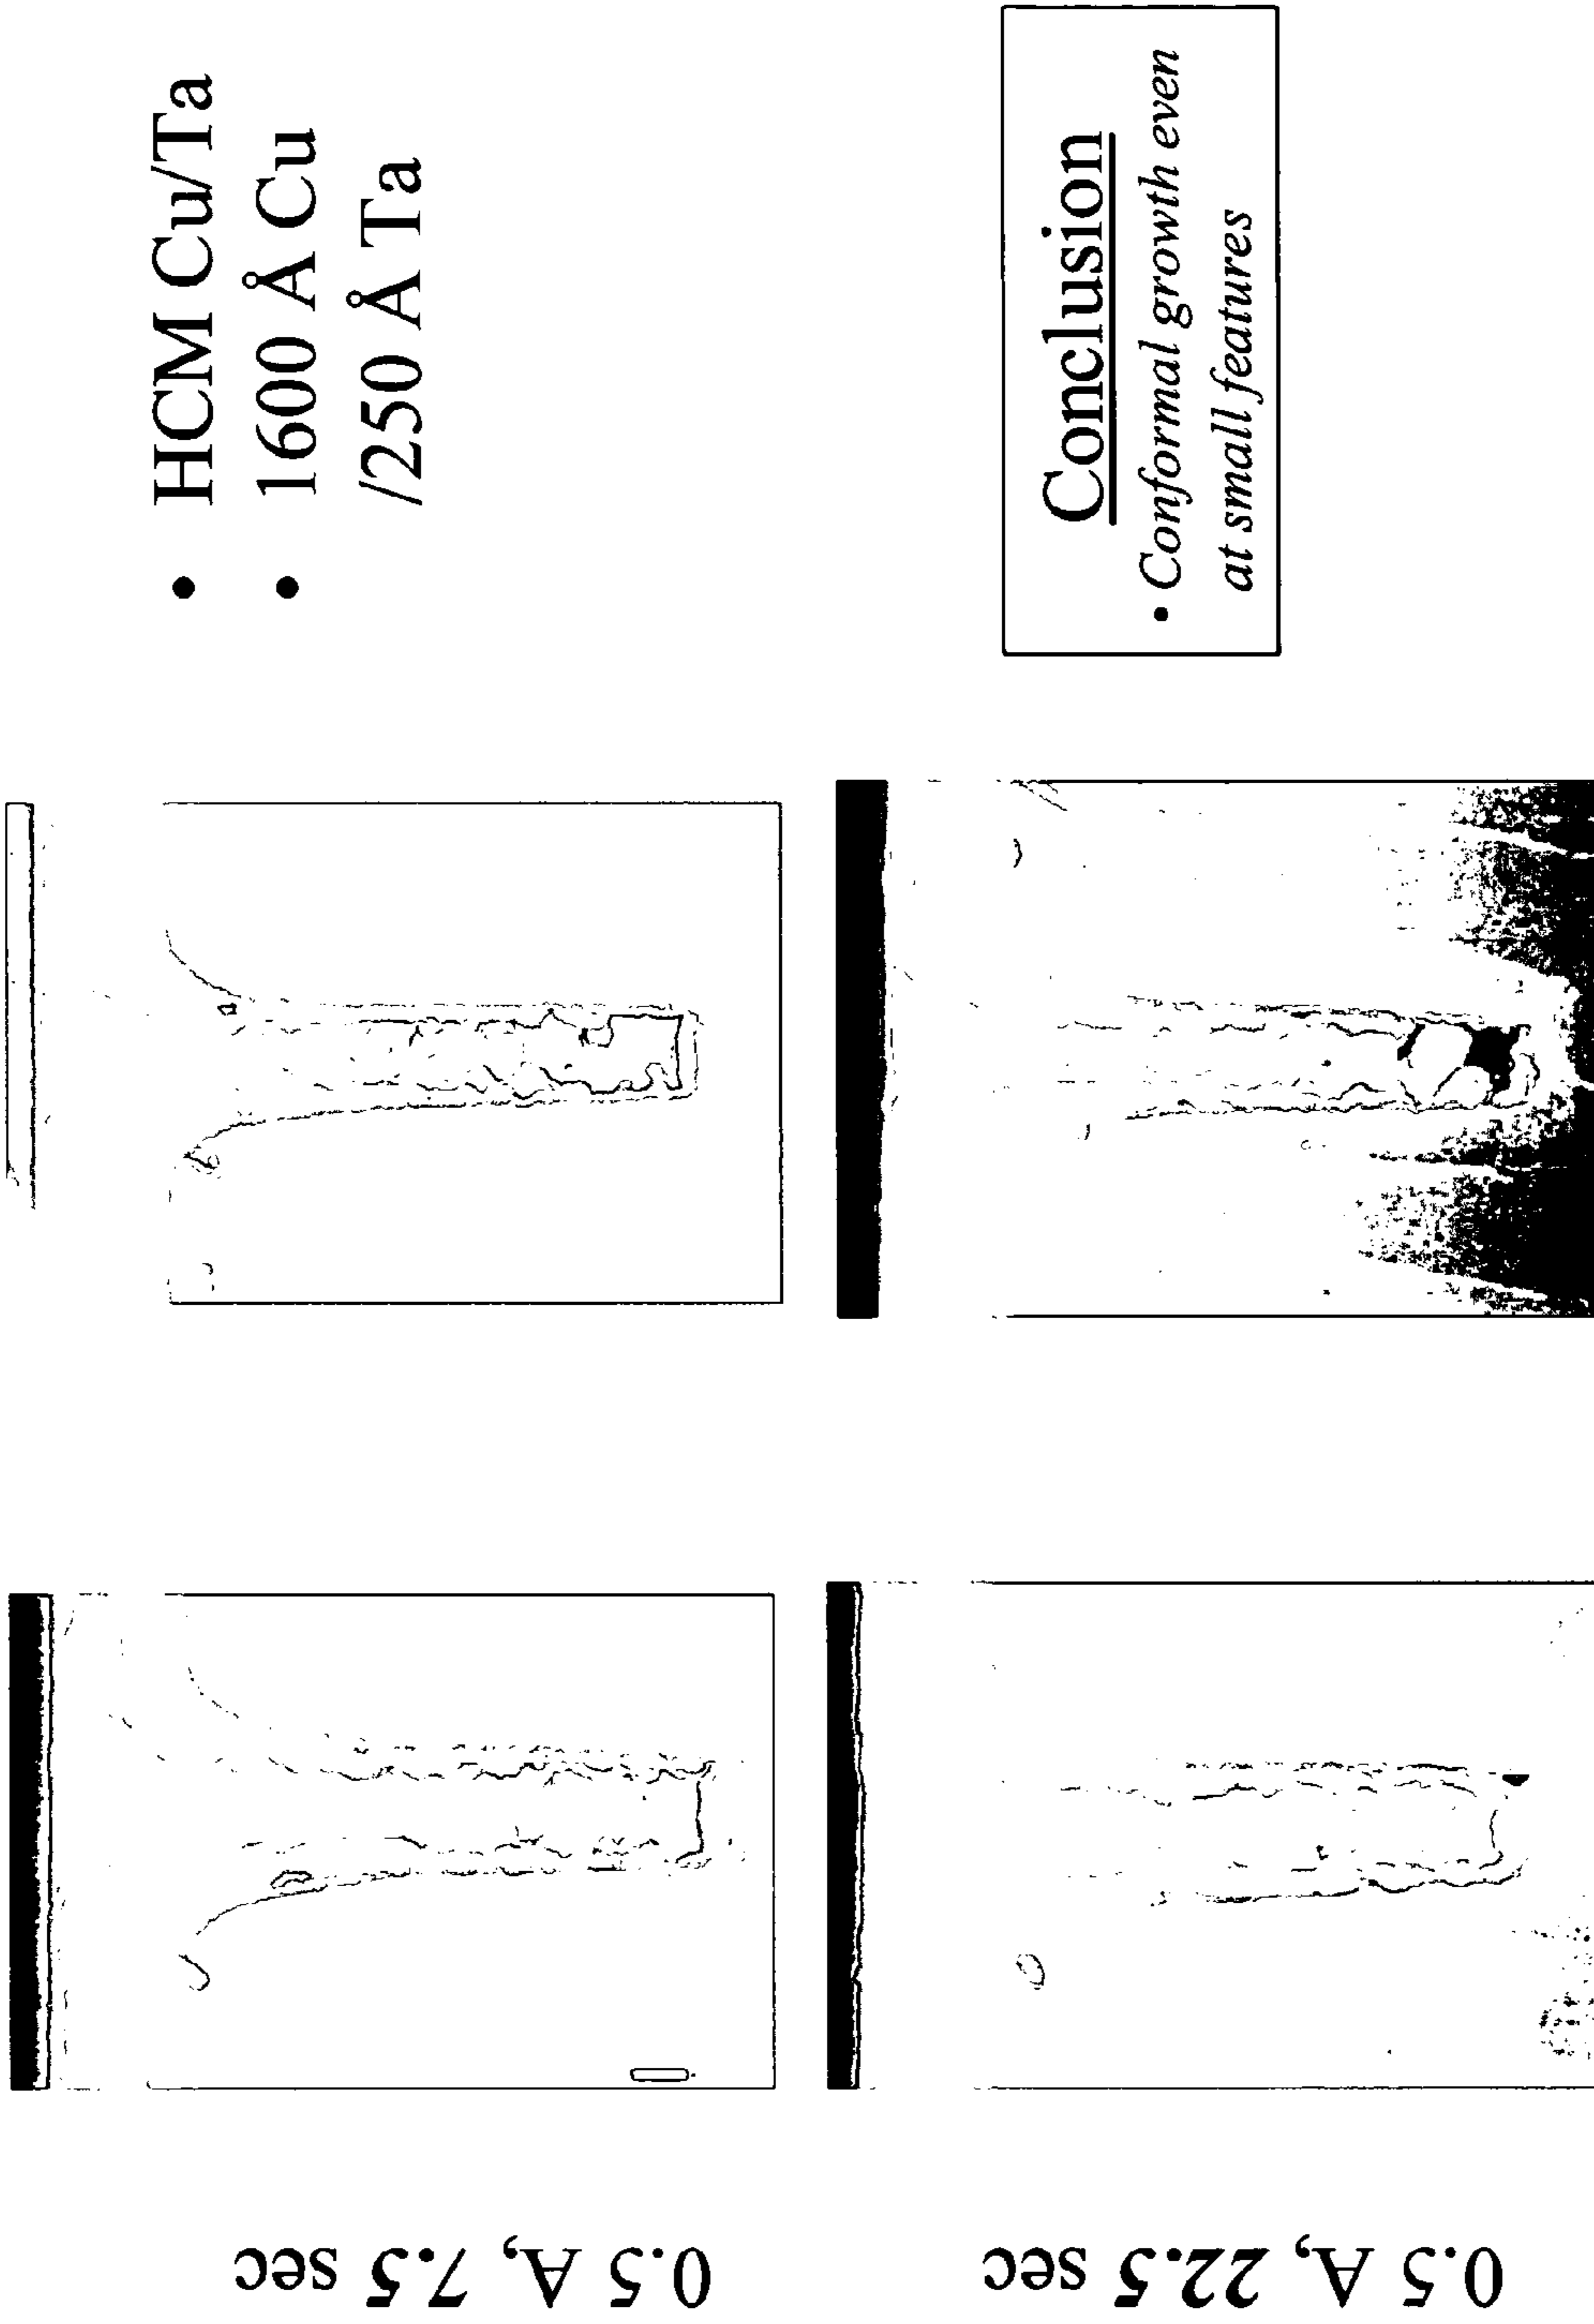 • HCM Cu/Ta
• 1600 Å Cu
/250 Å Ta
Conclusion
• Conformal growth even
at small features
0.5 A, 7.5 sec
0.5 A, 22.5 sec